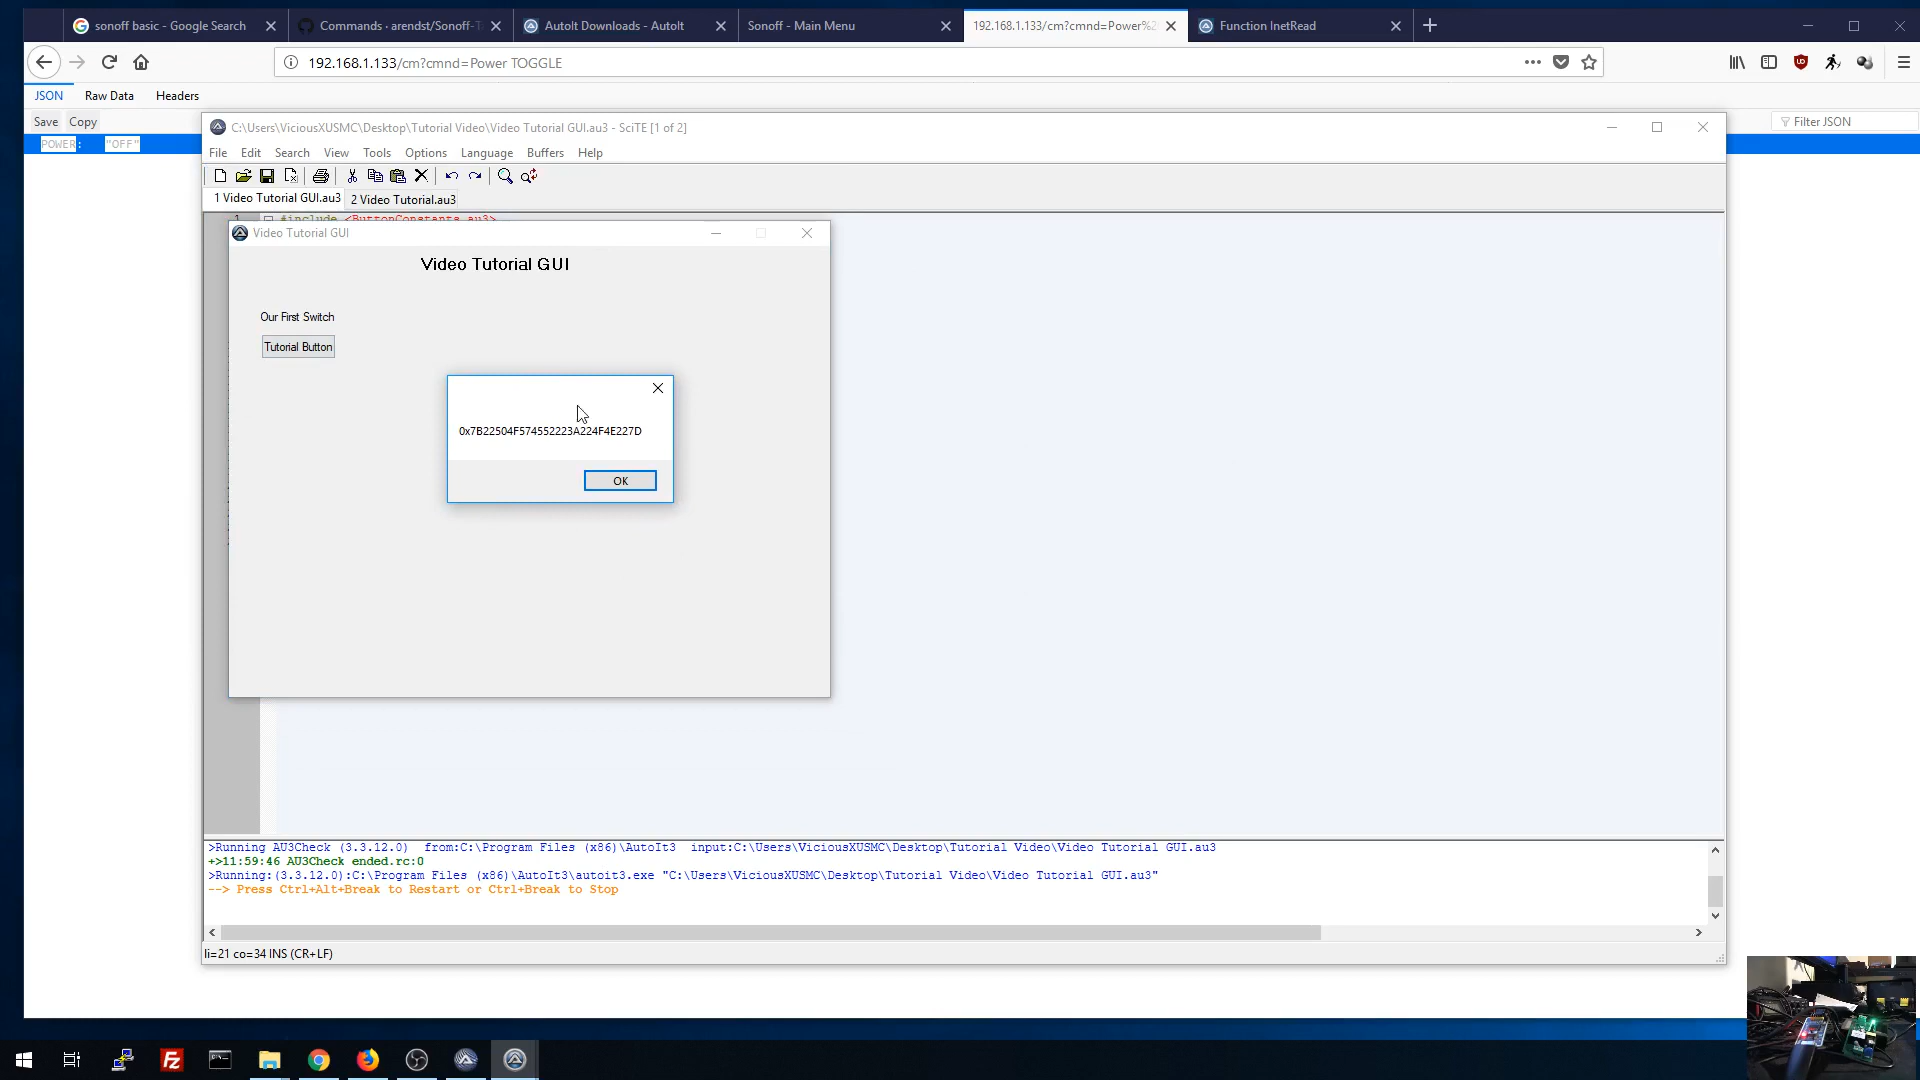 sonoff basic - Google Search
Commands · arendst/Sonoff-T
AutoIt Downloads - AutoIt
Sonoff - Main Menu
192.168.1.133/cm?cmnd=Power%2
Function InetRead
192.168.1.133/cm?cmnd=Power TOGGLE
JSON
Raw Data
Headers
Save
Copy
Filter JSON
POWER: "OFF"
C:\Users\ViciousXUSMC\Desktop\Tutorial Video\Video Tutorial GUI.au3 - SciTE [1 of 2]
File Edit Search View Tools Options Language Buffers Help
1 Video Tutorial GUI.au3
2 Video Tutorial.au3
1 #include <ButtonConstants.au3>
Video Tutorial GUI
Video Tutorial GUI
Our First Switch
Tutorial Button
0x7B22504F574552223A224F4E227D
OK
>Running AU3Check (3.3.12.0) from:C:\Program Files (x86)\AutoIt3 input:C:\Users\ViciousXUSMC\Desktop\Tutorial Video\Video Tutorial GUI.au3
+>11:59:46 AU3Check ended.rc:0
>Running:(3.3.12.0):C:\Program Files (x86)\AutoIt3\autoit3.exe "C:\Users\ViciousXUSMC\Desktop\Tutorial Video\Video Tutorial GUI.au3"
--> Press Ctrl+Alt+Break to Restart or Ctrl+Break to Stop
li=21 co=34 INS (CR+LF)